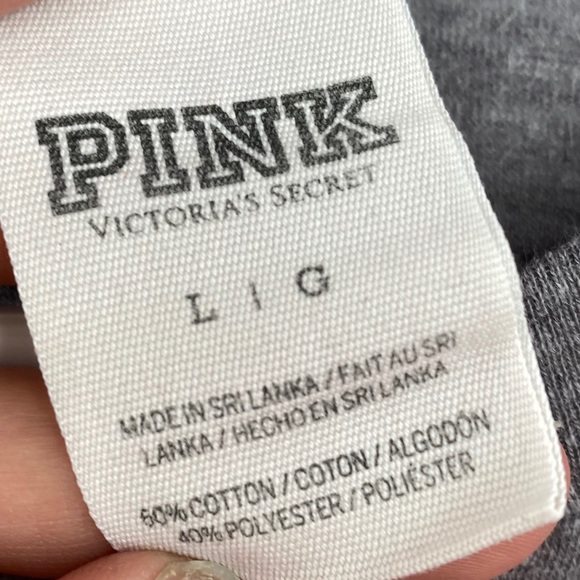 PINK
VICTORIA'S SECRET
L | G
MADE IN SRI LANKA / FAIT AU SRI
LANKA / HECHO EN SRI LANKA
60% COTTON / COTON / ALGODÓN
40% POLYESTER / POLIÉSTER